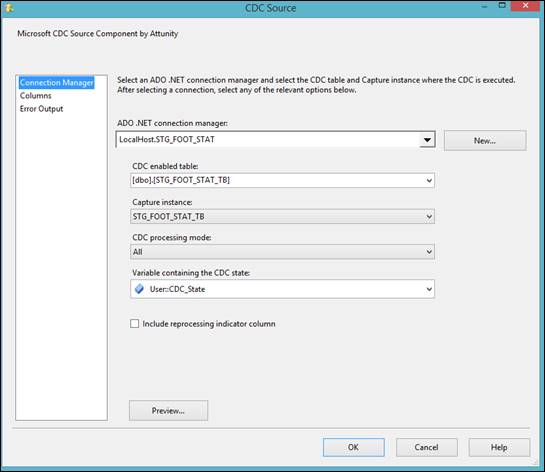 CDC Source
Microsoft CDC Source Component by Attunity
Connection Manager
Columns
Error Output
Select an ADO .NET connection manager and select the CDC table and Capture instance where the CDC is executed.
After selecting a connection, select any of the relevant options below.
ADO .NET connection manager:
LocalHost.STG_FOOT_STAT
New...
CDC enabled table:
[dbo].[STG_FOOT_STAT_TB]
Capture instance:
STG_FOOT_STAT_TB
CDC processing mode:
All
Variable containing the CDC state:
User::CDC_State
Include reprocessing indicator column
Preview...
OK
Cancel
Help